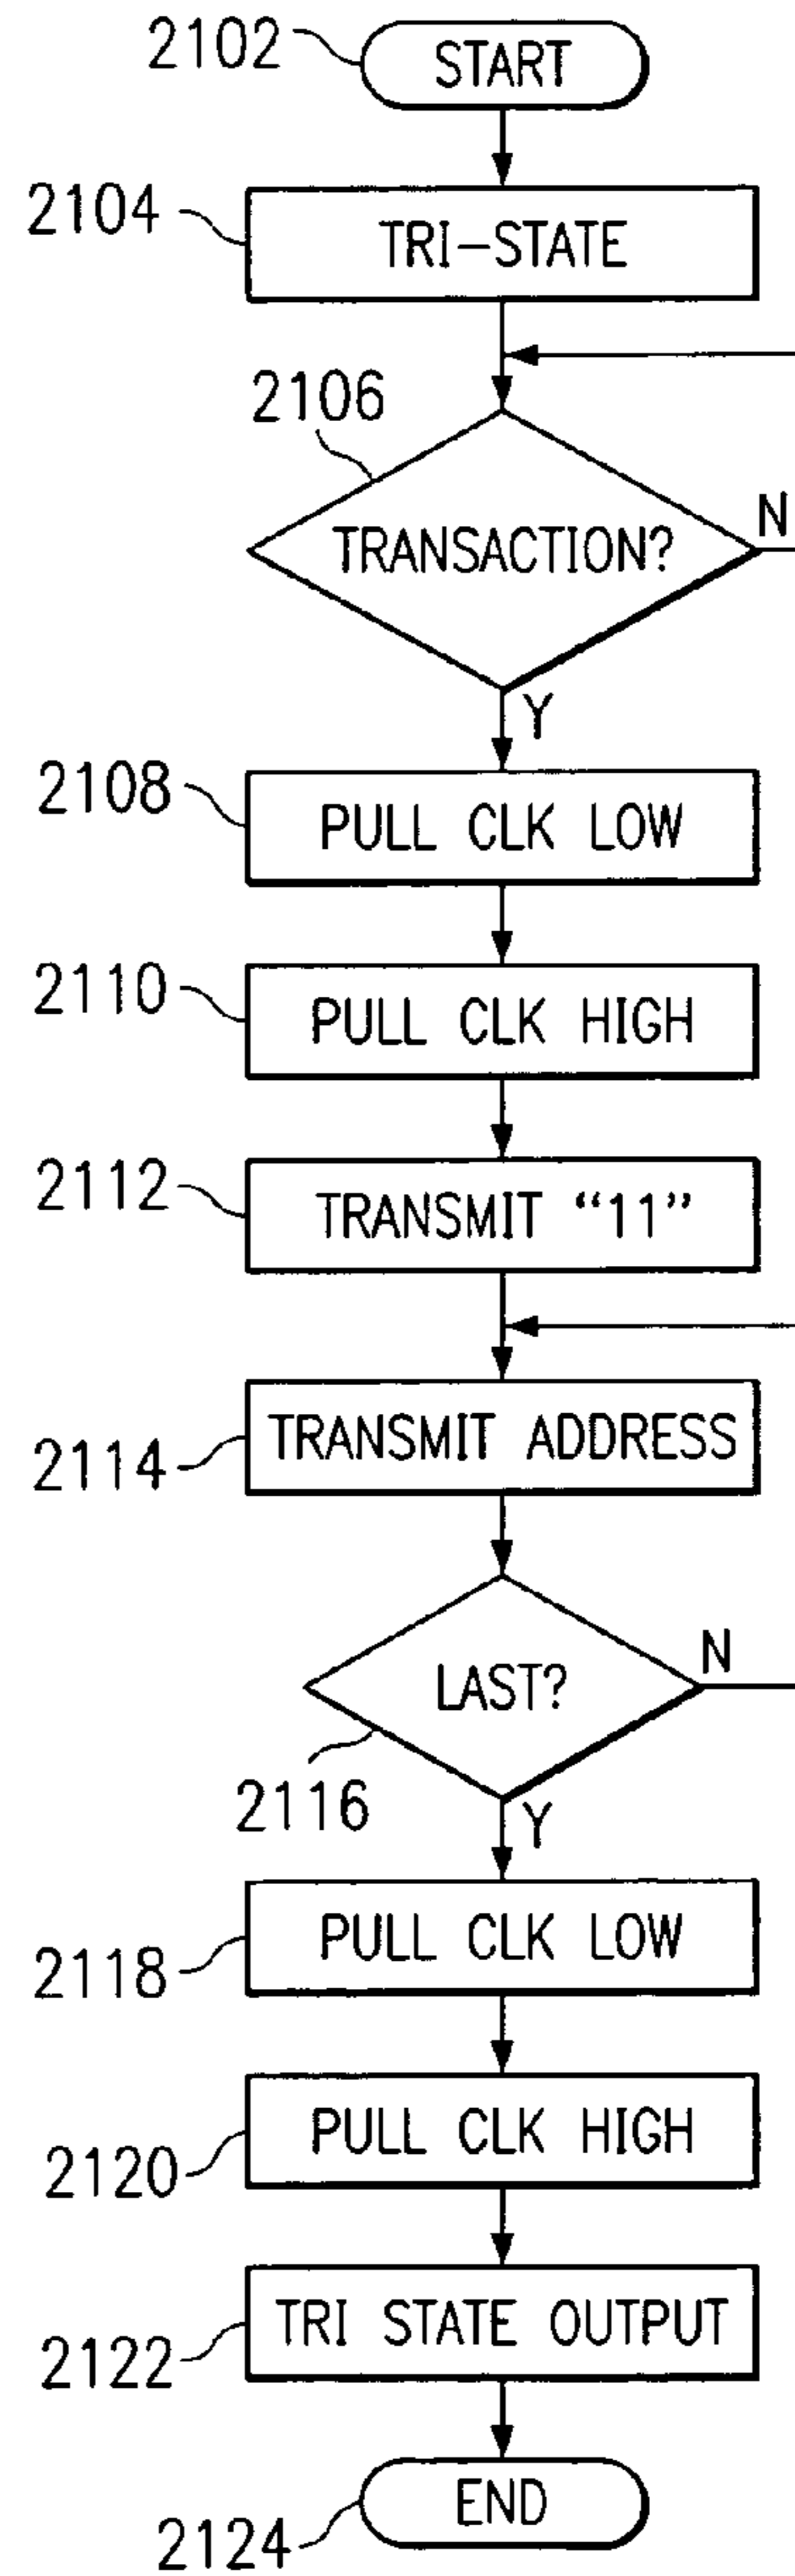 2102 START
2104 TRI-STATE
2106
TRANSACTION? N
Y
2108 PULL CLK LOW
2110 PULL CLK HIGH
2112 TRANSMIT “11”
2114 TRANSMIT ADDRESS
LAST? N
2116
Y
2118 PULL CLK LOW
2120 PULL CLK HIGH
2122 TRI STATE OUTPUT
2124 END